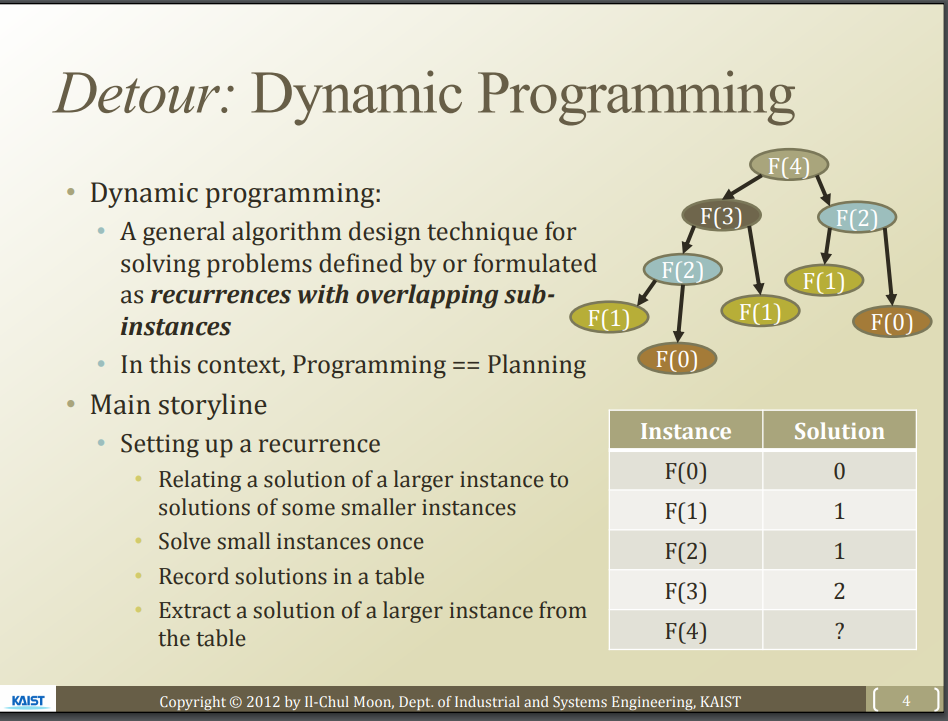 Detour: Dynamic Programming
• Dynamic programming:
• A general algorithm design technique for
solving problems defined by or formulated
as recurrences with overlapping sub-
instances
• In this context, Programming == Planning
• Main storyline
• Setting up a recurrence
• Relating a solution of a larger instance to
solutions of some smaller instances
• Solve small instances once
• Record solutions in a table
• Extract a solution of a larger instance from
the table
F(4)
F(3)
F(2)
F(2)
F(1)
F(1)
F(1)
F(0)
F(0)
Instance Solution
F(0) 0
F(1) 1
F(2) 1
F(3) 2
F(4) ?
KAIST
Copyright © 2012 by Il-Chul Moon, Dept. of Industrial and Systems Engineering, KAIST
4